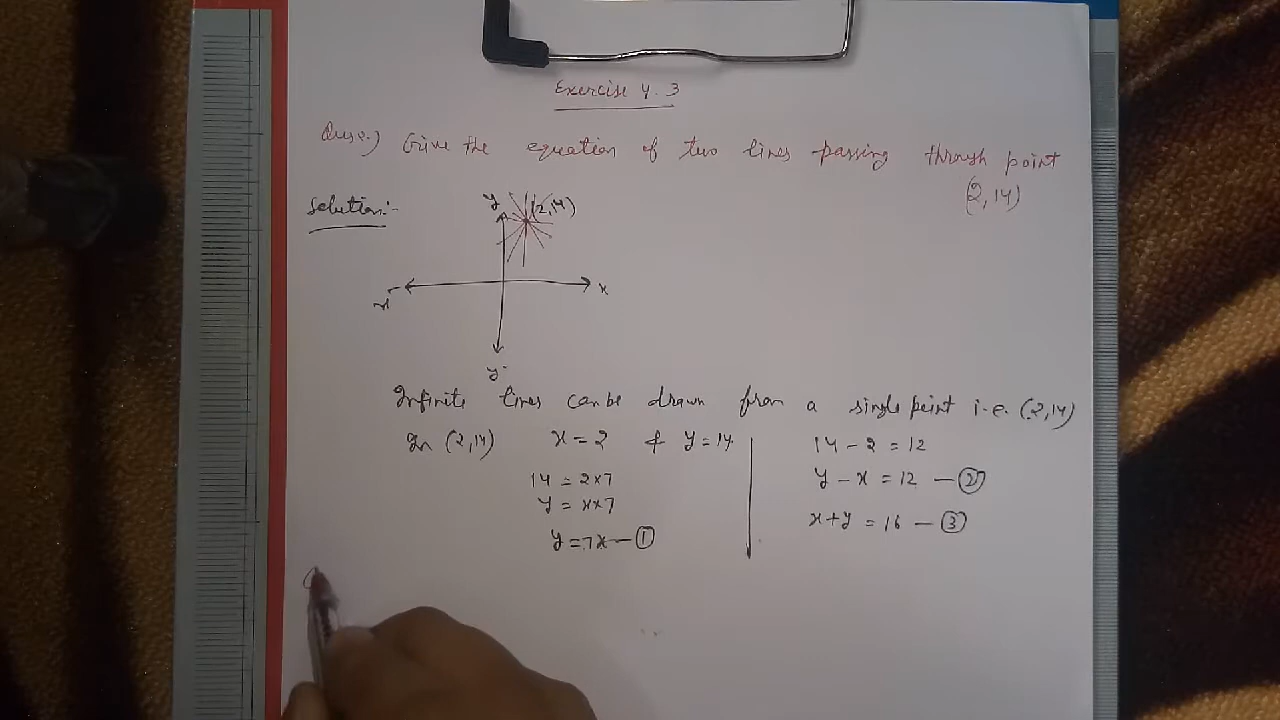 Exercise 4.3
Ques.) Give the equation of two lines passing through point
(2,14)
Solution:
y
(2,14)
x
y'
Infinite lines can be drawn from a single point i.e. (2,14)
In (2,14) x = 2 & y = 14
14 = 2×7
y = x×7
y = 7x — ①
14 - 2 = 12
y - x = 12 — ②
x+y = 16 — ③